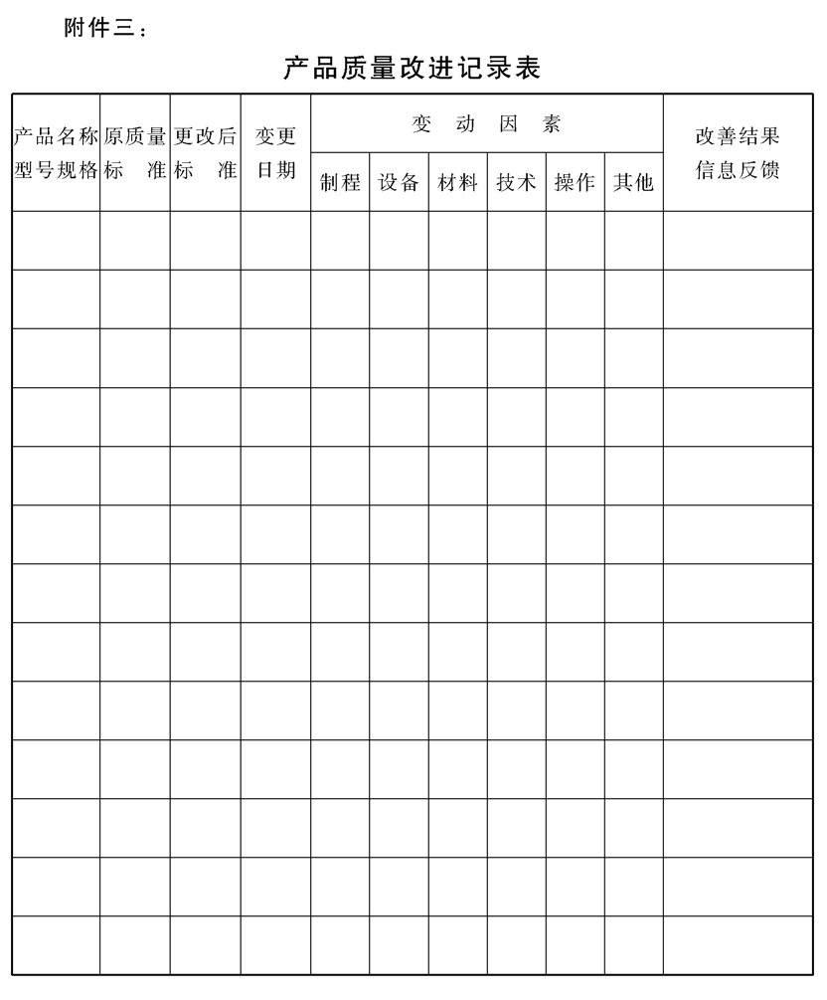 附件三：
产品质量改进记录表
产品名称 原质量 更改后 变更 变动因素 改善结果
型号规格 标准 标准 日期 制程 设备 材料 技术 操作 其他 信息反馈